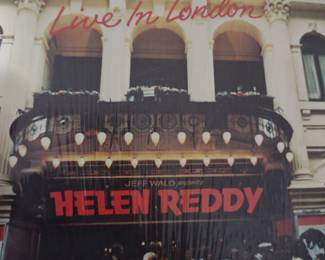 Live In London
JEFF WALD presents
HELEN REDDY